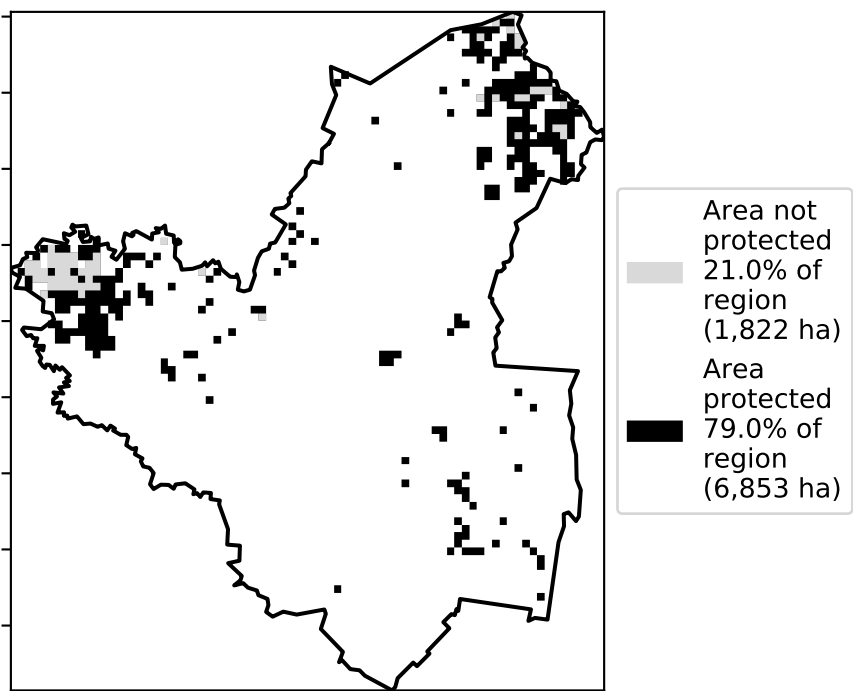 Area not
protected
21.0% of
region
(1,822 ha)
Area
protected
79.0% of
region
(6,853 ha)